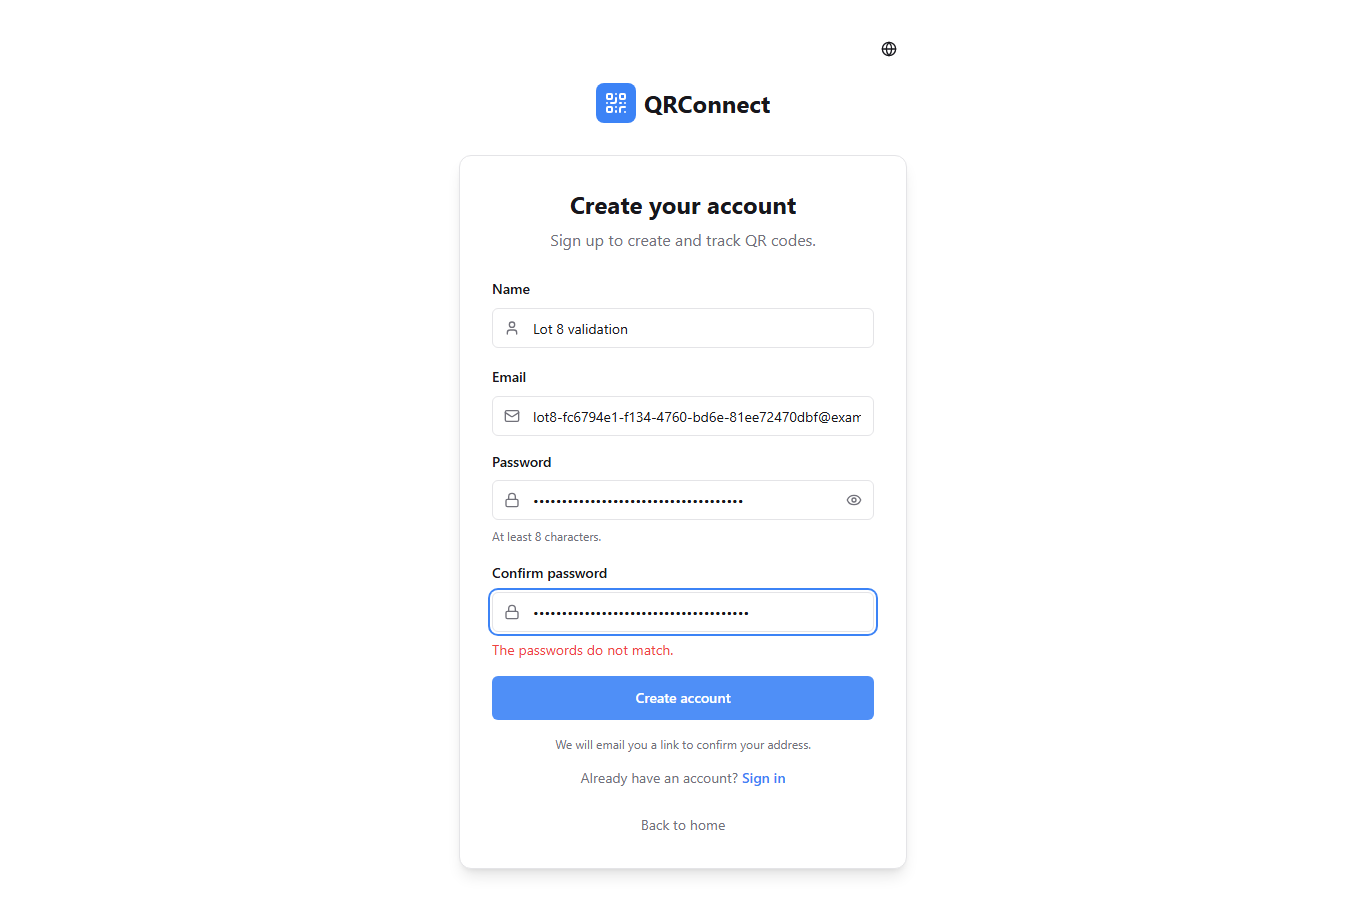 QRConnect
Create your account
Sign up to create and track QR codes.
Name
Lot 8 validation
Email
lot8-fc6794e1-f134-4760-bd6e-81ee72470dbf@exam
Password
••••••••••••••••••••••••••••••••••••
At least 8 characters.
Confirm password
•••••••••••••••••••••••••••••••••••••
The passwords do not match.
Create account
We will email you a link to confirm your address.
Already have an account? Sign in
Back to home